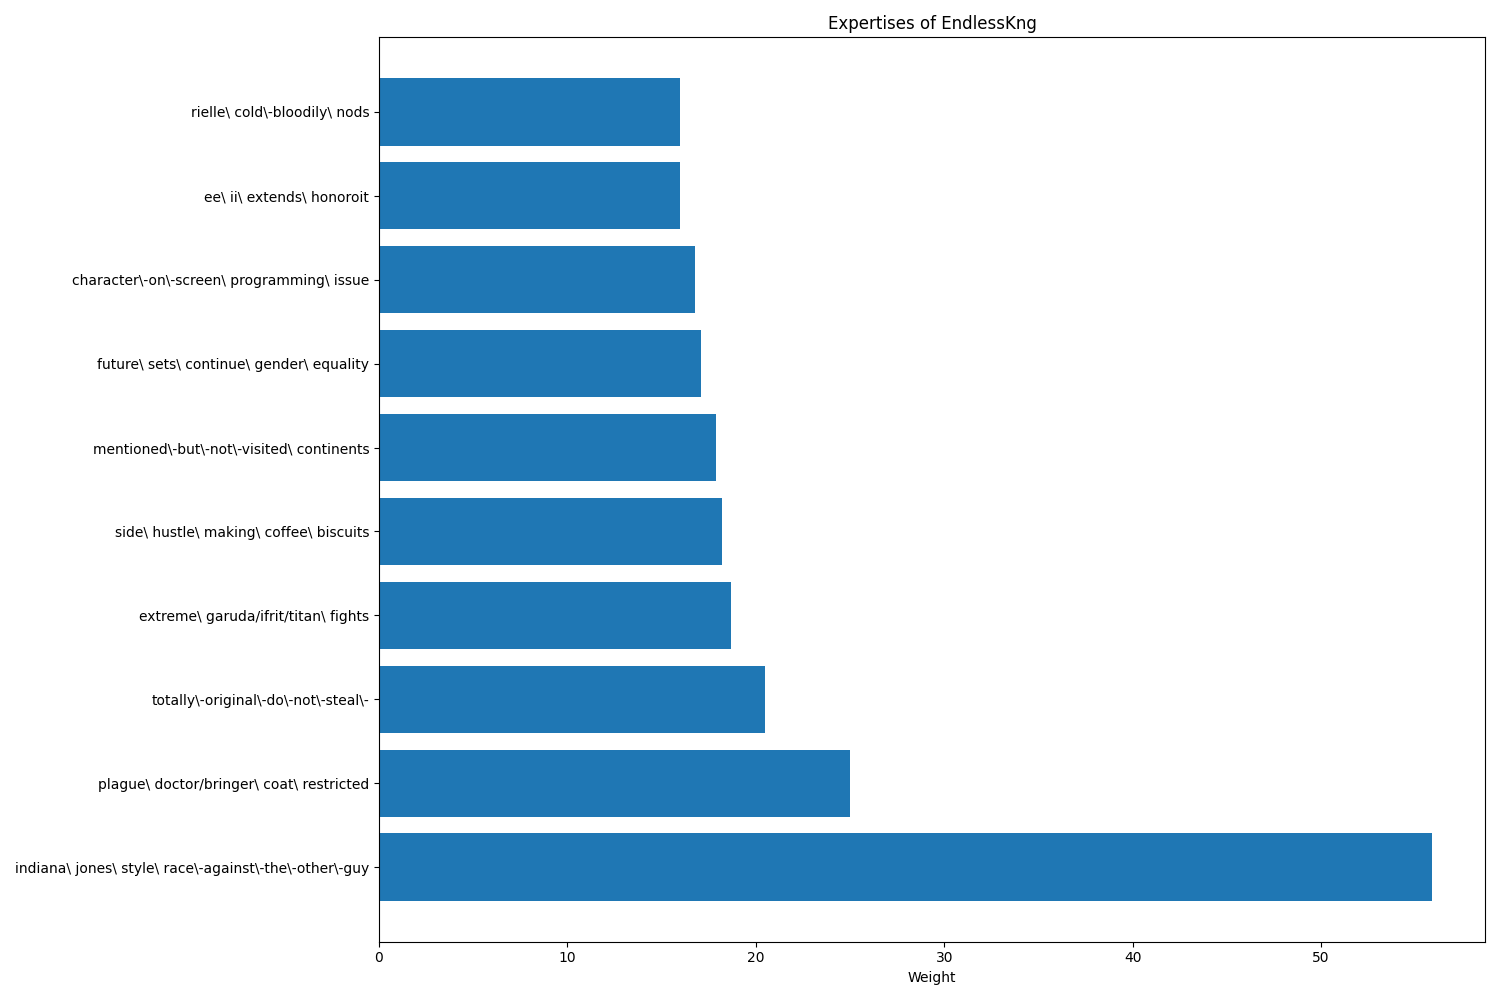 Expertises of EndlessKng
rielle\ cold\-bloodily\ nods
ee\ ii\ extends\ honoroit
character\-on\-screen\ programming\ issue
future\ sets\ continue\ gender\ equality
mentioned\-but\-not\-visited\ continents
side\ hustle\ making\ coffee\ biscuits
extreme\ garuda/ifrit/titan\ fights
totally\-original\-do\-not\-steal\-
plague\ doctor/bringer\ coat\ restricted
indiana\ jones\ style\ race\-against\-the\-other\-guy
0 10 20 30 40 50
Weight